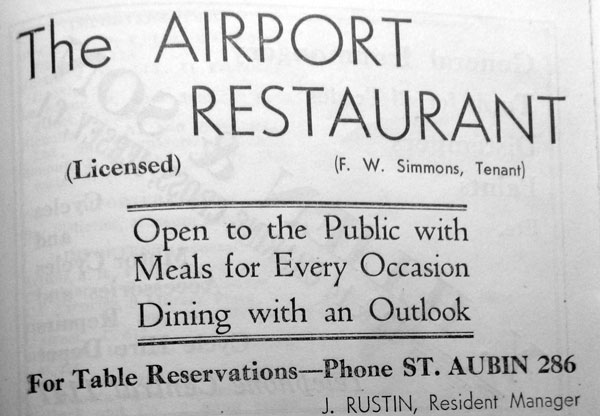 The AIRPORT
RESTAURANT
(Licensed) (F. W. Simmons, Tenant)
Open to the Public with
Meals for Every Occasion
Dining with an Outlook
For Table Reservations—Phone ST. AUBIN 286
J. RUSTIN, Resident Manager